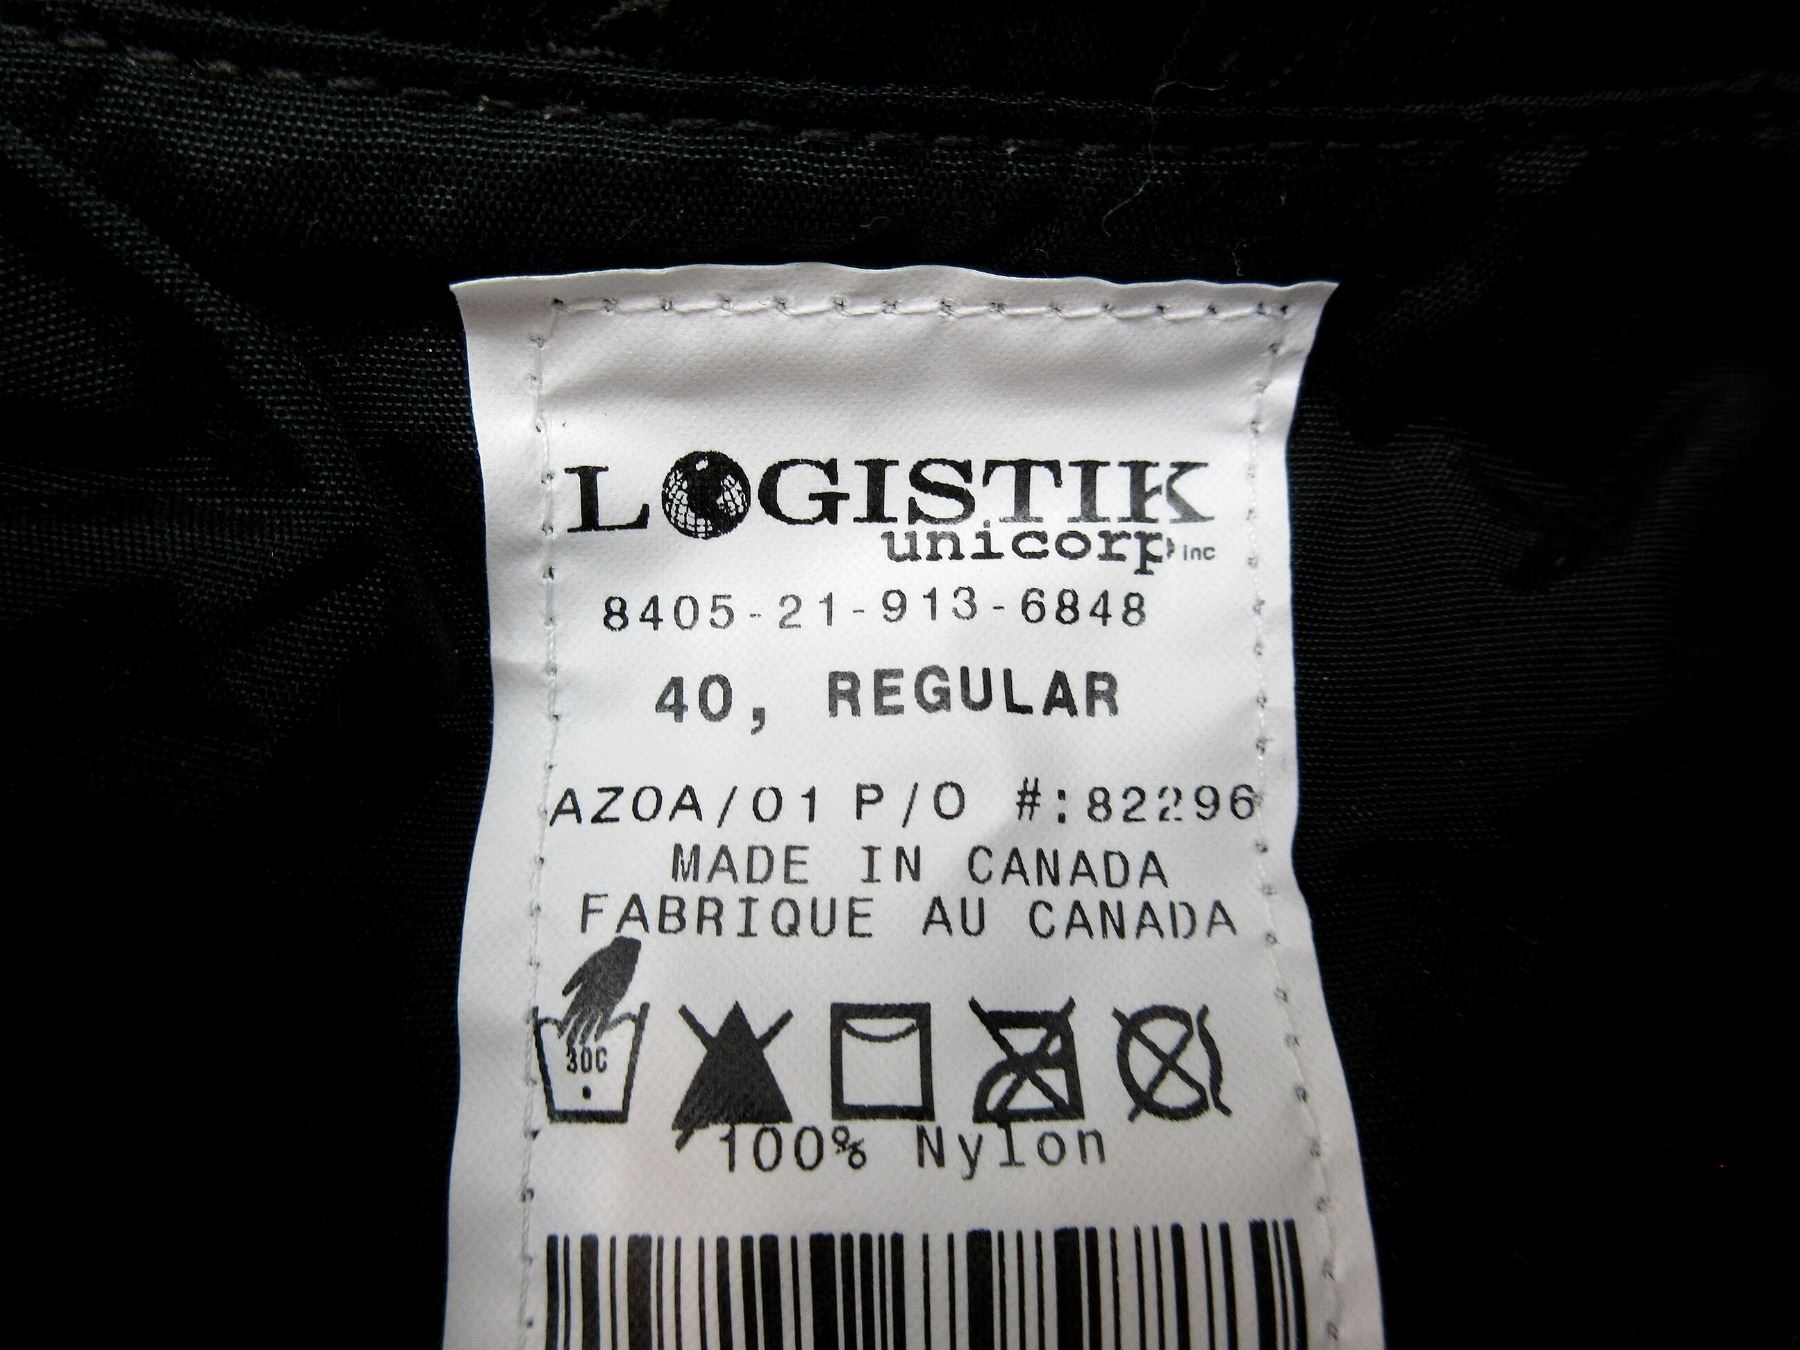 LOGISTIK
unicorp inc
8405-21-913-6848
40, REGULAR
AZOA/01 P/O #:82296
MADE IN CANADA
FABRIQUE AU CANADA
30C
100% Nylon